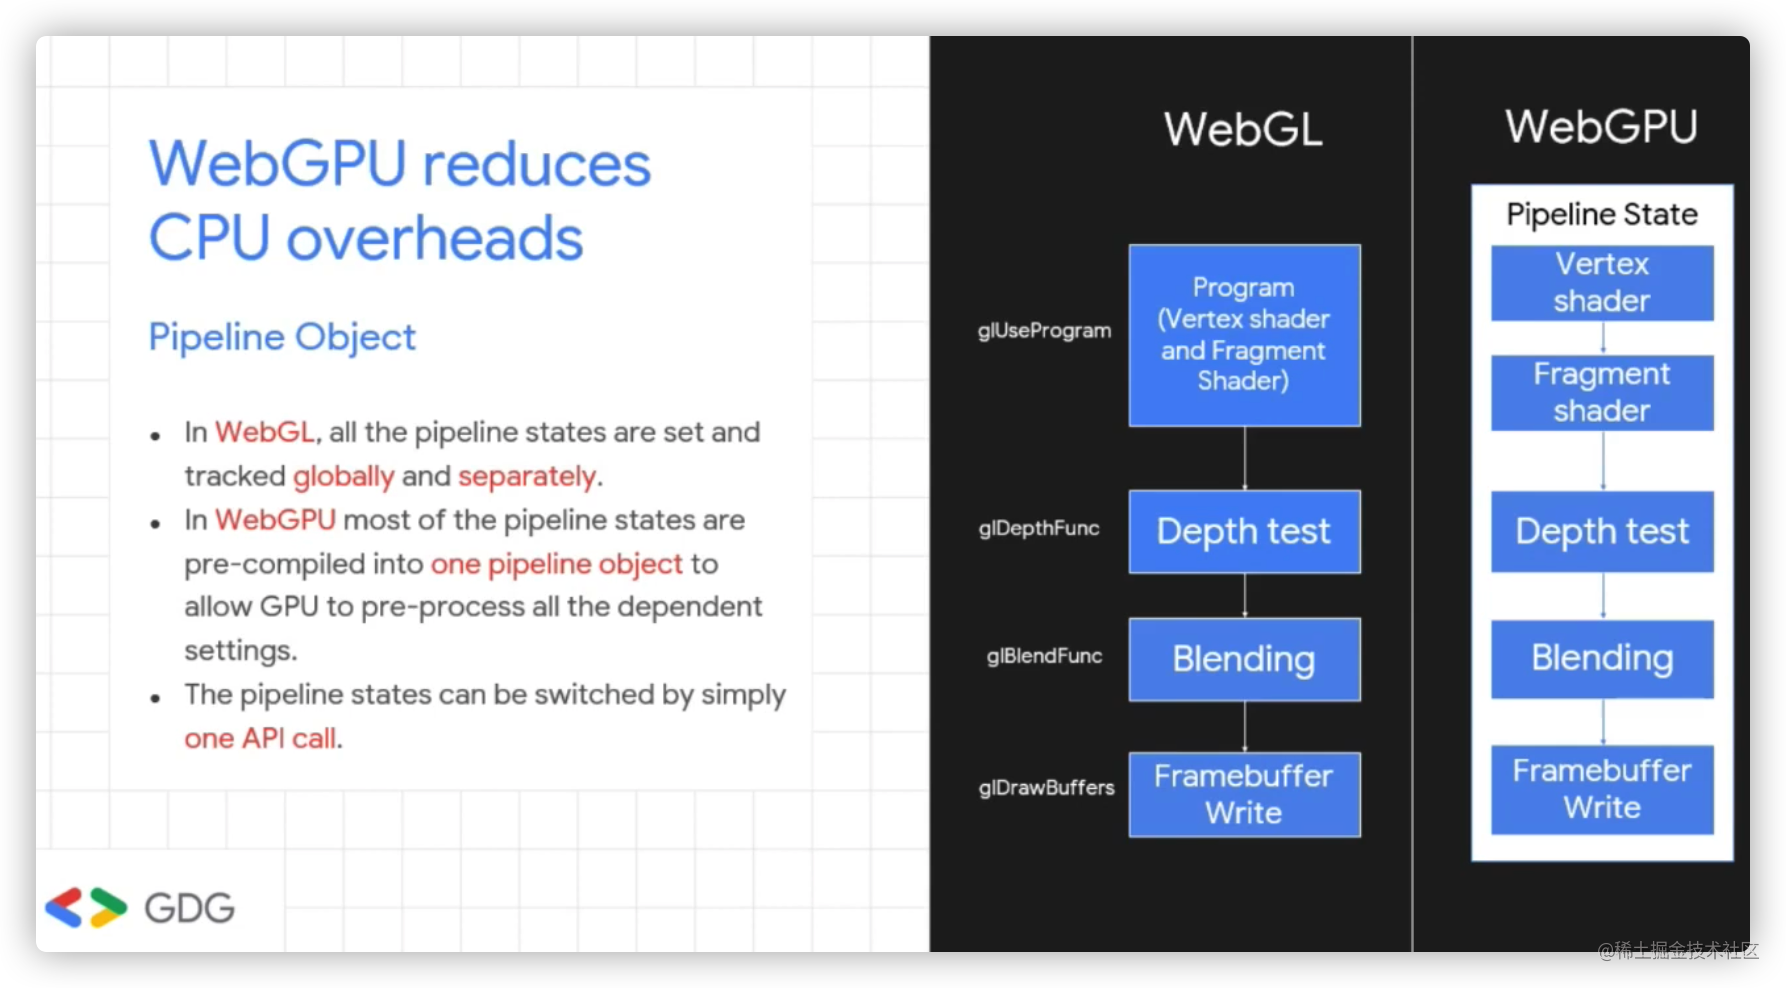 WebGPU reduces
CPU overheads
Pipeline Object
• In WebGL, all the pipeline states are set and
tracked globally and separately.
• In WebGPU most of the pipeline states are
pre-compiled into one pipeline object to
allow GPU to pre-process all the dependent
settings.
• The pipeline states can be switched by simply
one API call.
GDG
WebGL
glUseProgram
Program
(Vertex shader
and Fragment
Shader)
glDepthFunc
Depth test
glBlendFunc
Blending
glDrawBuffers
Framebuffer
Write
WebGPU
Pipeline State
Vertex
shader
Fragment
shader
Depth test
Blending
Framebuffer
Write
@稀土掘金技术社区